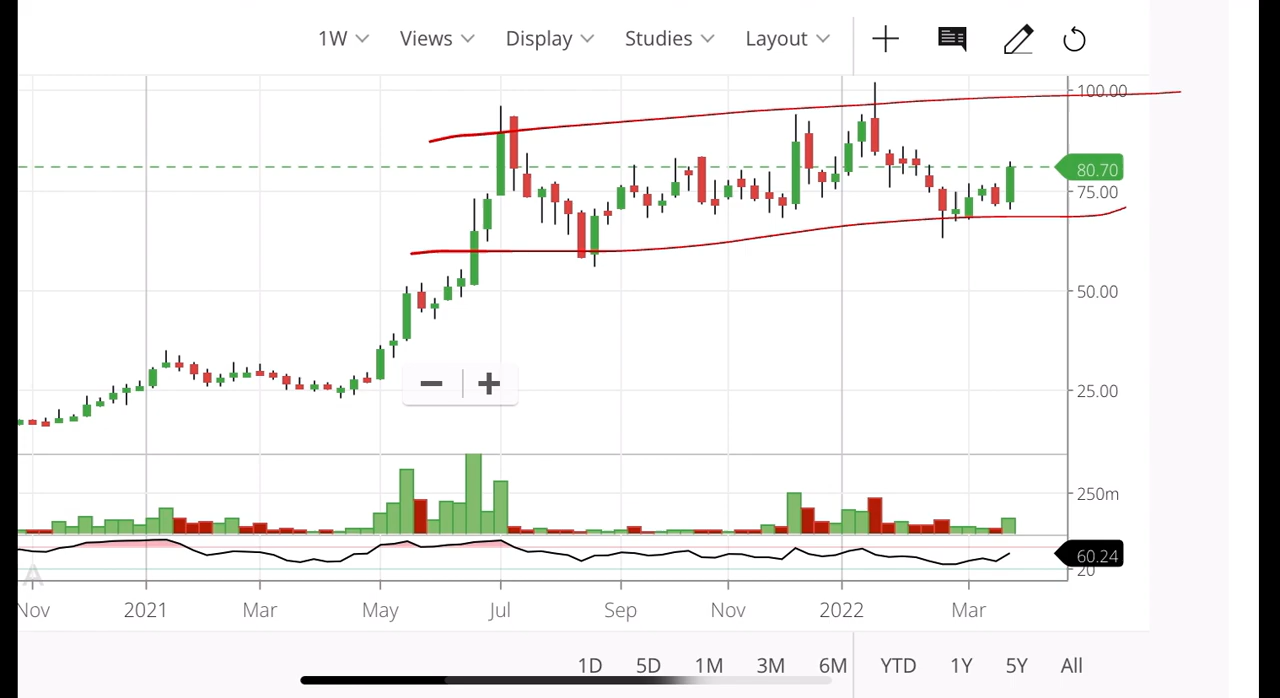 1W Views Display Studies Layout
100.00
80.70
75.00
50.00
25.00
250m
60.24
20
Nov 2021 Mar May Jul Sep Nov 2022 Mar
1D 5D 1M 3M 6M YTD 1Y 5Y All